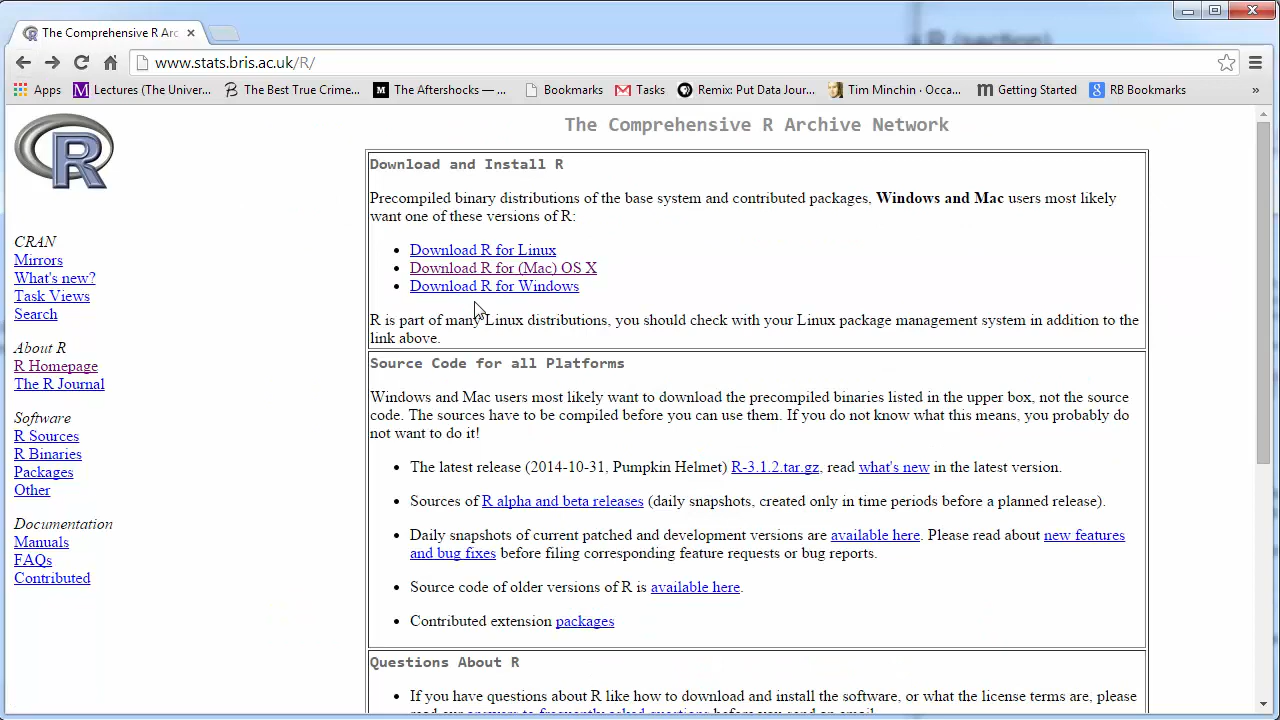 R (section)
The Comprehensive R Arc
www.stats.bris.ac.uk/R/
Apps
Lectures (The Univer...
The Best True Crime...
The Aftershocks — ...
Bookmarks
Tasks
Remix: Put Data Jour...
Tim Minchin - Occa...
Getting Started
RB Bookmarks
»
R
CRAN
Mirrors
What's new?
Task Views
Search
About R
R Homepage
The R Journal
Software
R Sources
R Binaries
Packages
Other
Documentation
Manuals
FAQs
Contributed
The Comprehensive R Archive Network
Download and Install R
Precompiled binary distributions of the base system and contributed packages, Windows and Mac users most likely
want one of these versions of R:
• Download R for Linux
• Download R for (Mac) OS X
• Download R for Windows
R is part of many Linux distributions, you should check with your Linux package management system in addition to the
link above.
Source Code for all Platforms
Windows and Mac users most likely want to download the precompiled binaries listed in the upper box, not the source
code. The sources have to be compiled before you can use them. If you do not know what this means, you probably do
not want to do it!
• The latest release (2014-10-31, Pumpkin Helmet) R-3.1.2.tar.gz, read what's new in the latest version.
• Sources of R alpha and beta releases (daily snapshots, created only in time periods before a planned release).
• Daily snapshots of current patched and development versions are available here. Please read about new features
and bug fixes before filing corresponding feature requests or bug reports.
• Source code of older versions of R is available here.
• Contributed extension packages
Questions About R
• If you have questions about R like how to download and install the software, or what the license terms are, please
read our answers to frequently asked questions before you send an email.